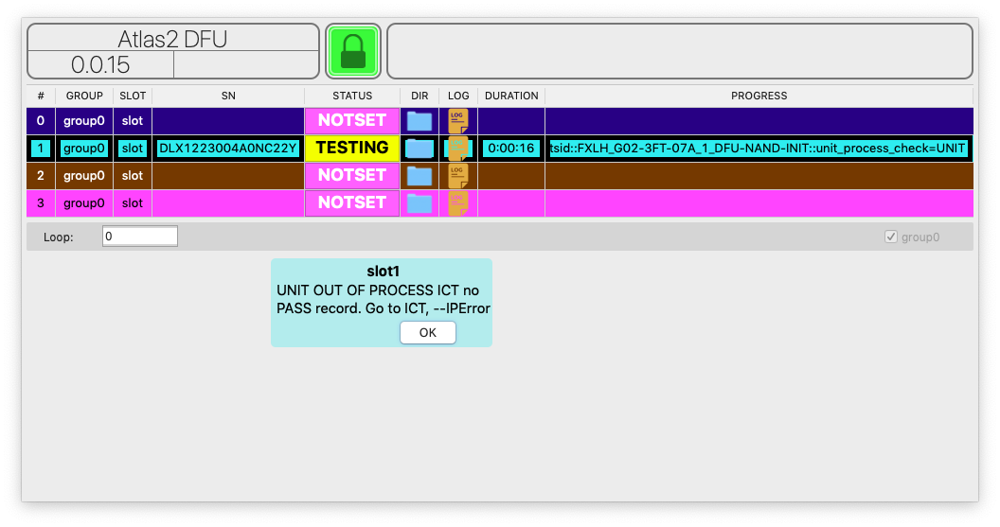 Atlas2 DFU
0.0.15
# GROUP SLOT SN STATUS DIR LOG DURATION PROGRESS
0 group0 slot NOTSET LOG
1 group0 slot DLX1223004A0NC22Y TESTING LOG 0:00:16 tsid::FXLH_G02-3FT-07A_1_DFU-NAND-INIT::unit_process_check=UNIT
2 group0 slot NOTSET LOG
3 group0 slot NOTSET LOG
Loop: 0 group0
slot1
UNIT OUT OF PROCESS ICT no
PASS record. Go to ICT, --IPError
OK